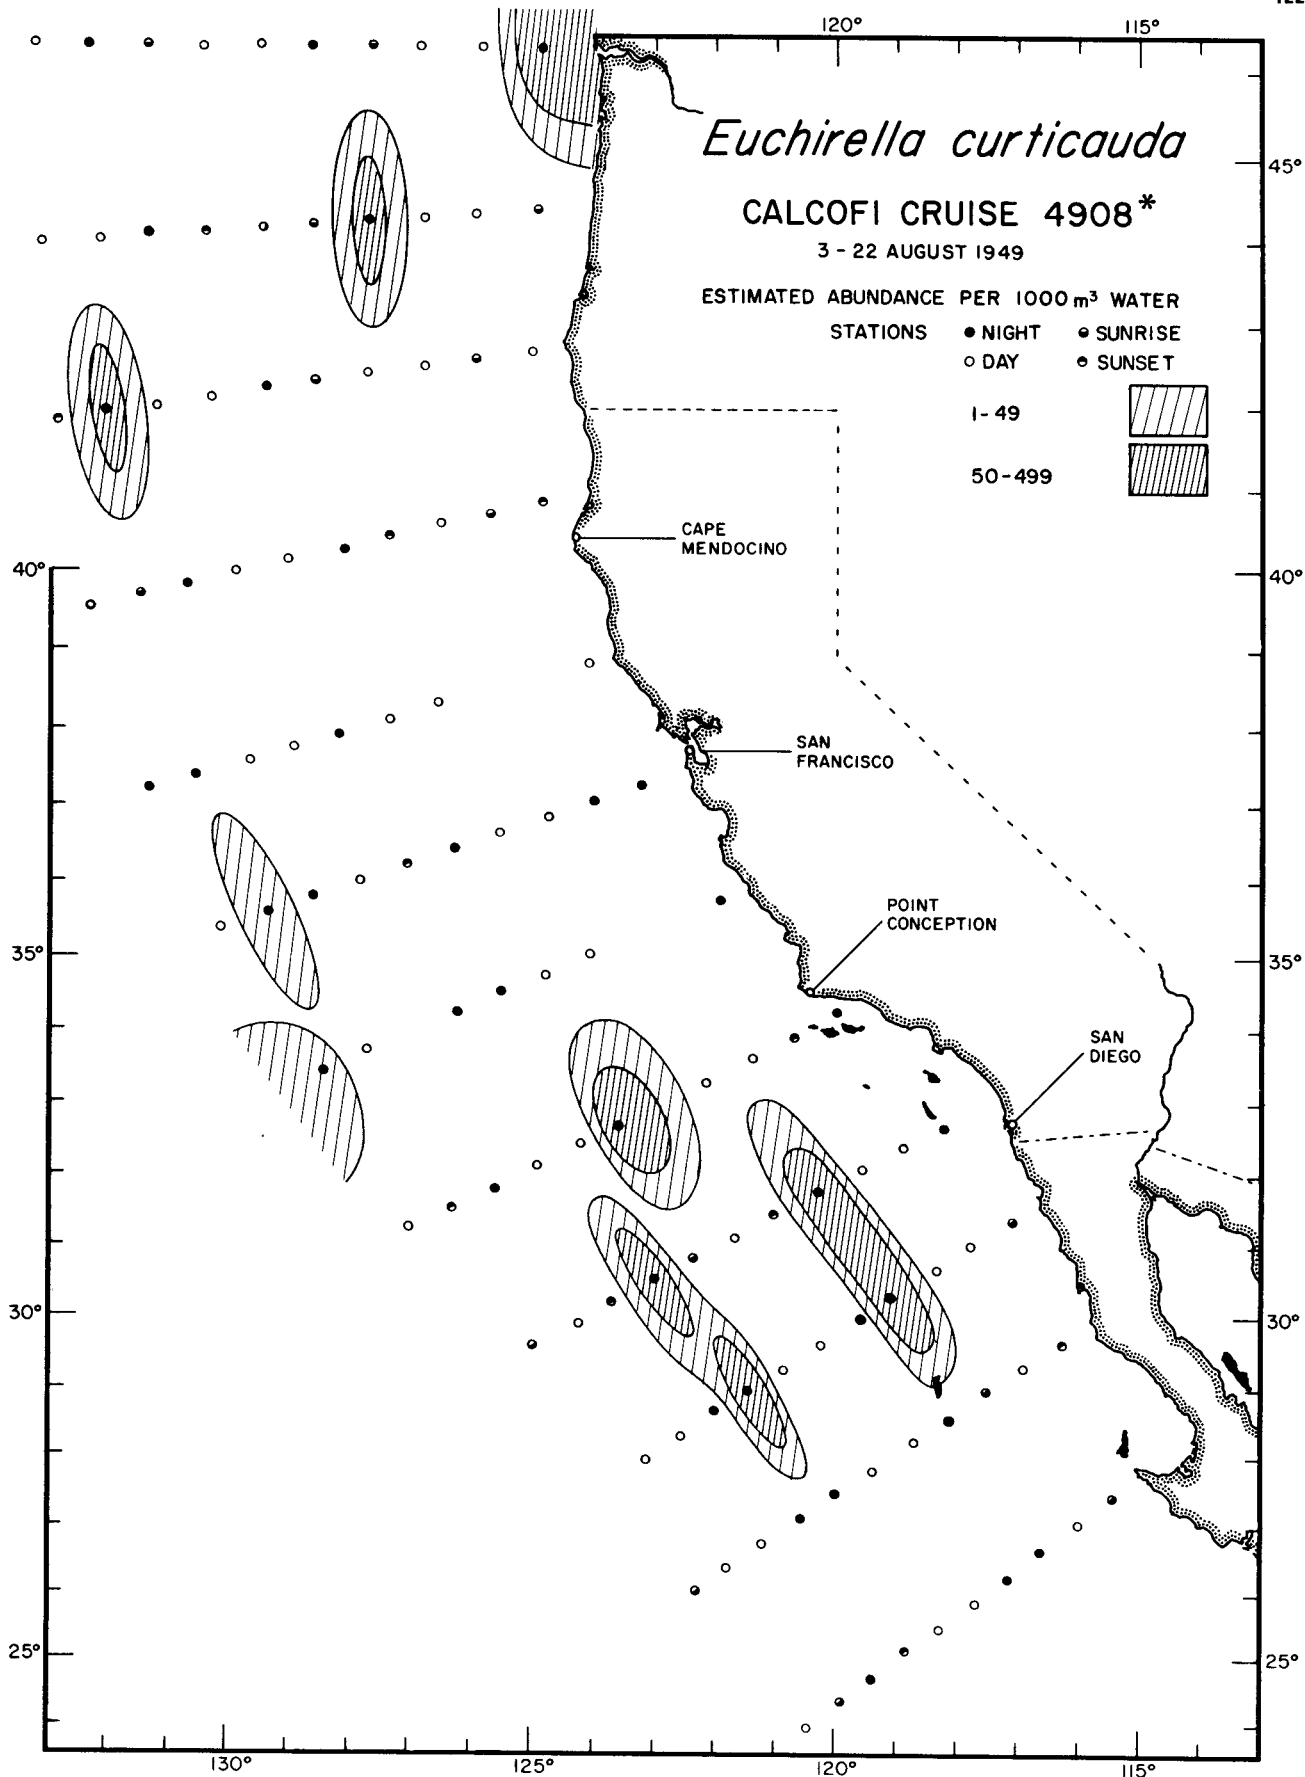 120°
115°
Euchirella curticauda
45°
CALCOFI CRUISE 4908*
3-22 AUGUST 1949
ESTIMATED ABUNDANCE PER 1000 m³ WATER
STATIONS ● NIGHT SUNRISE
○ DAY SUNSET
1-49
50-499
CAPE
MENDOCINO
40°
40°
SAN
FRANCISCO
POINT
CONCEPTION
35°
35°
SAN
DIEGO
30°
30°
25°
25°
130°
125°
120°
115°